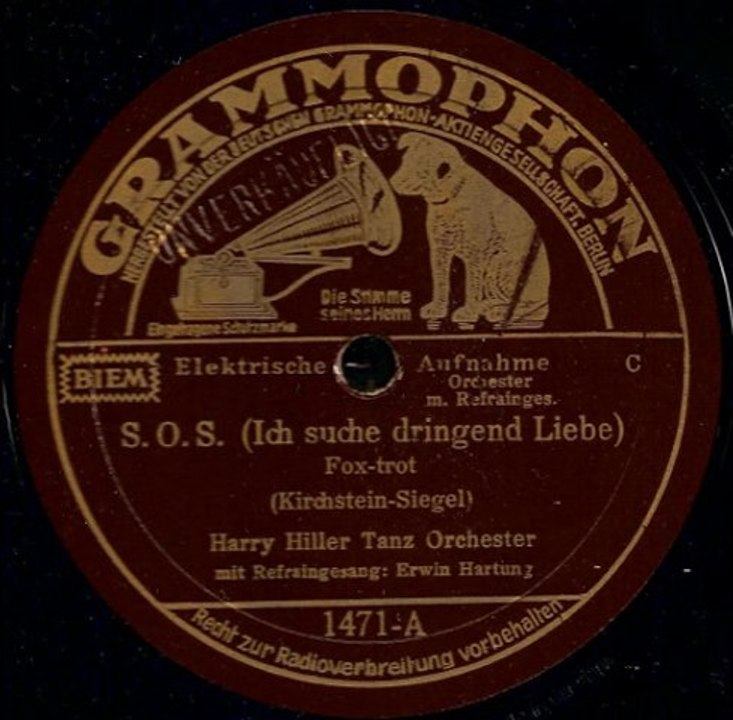 GRAMMOPHON
HERGESTELLT VON DER DEUTSCHEN GRAMMOPHON-AKTIENGESELLSCHAFT, BERLIN
UNVERKÄUFLICH
Die Stimme
seines Herrn
Eingetragene Schutzmarke
BIEM
Elektrische Aufnahme C
Orchester
m. Refrainges.
S.O.S. (Ich suche dringend Liebe)
Fox-trot
(Kirchstein-Siegel)
Harry Hiller Tanz Orchester
mit Refraingesang: Erwin Hartung
1471-A
Recht zur Radioverbreitung vorbehalten